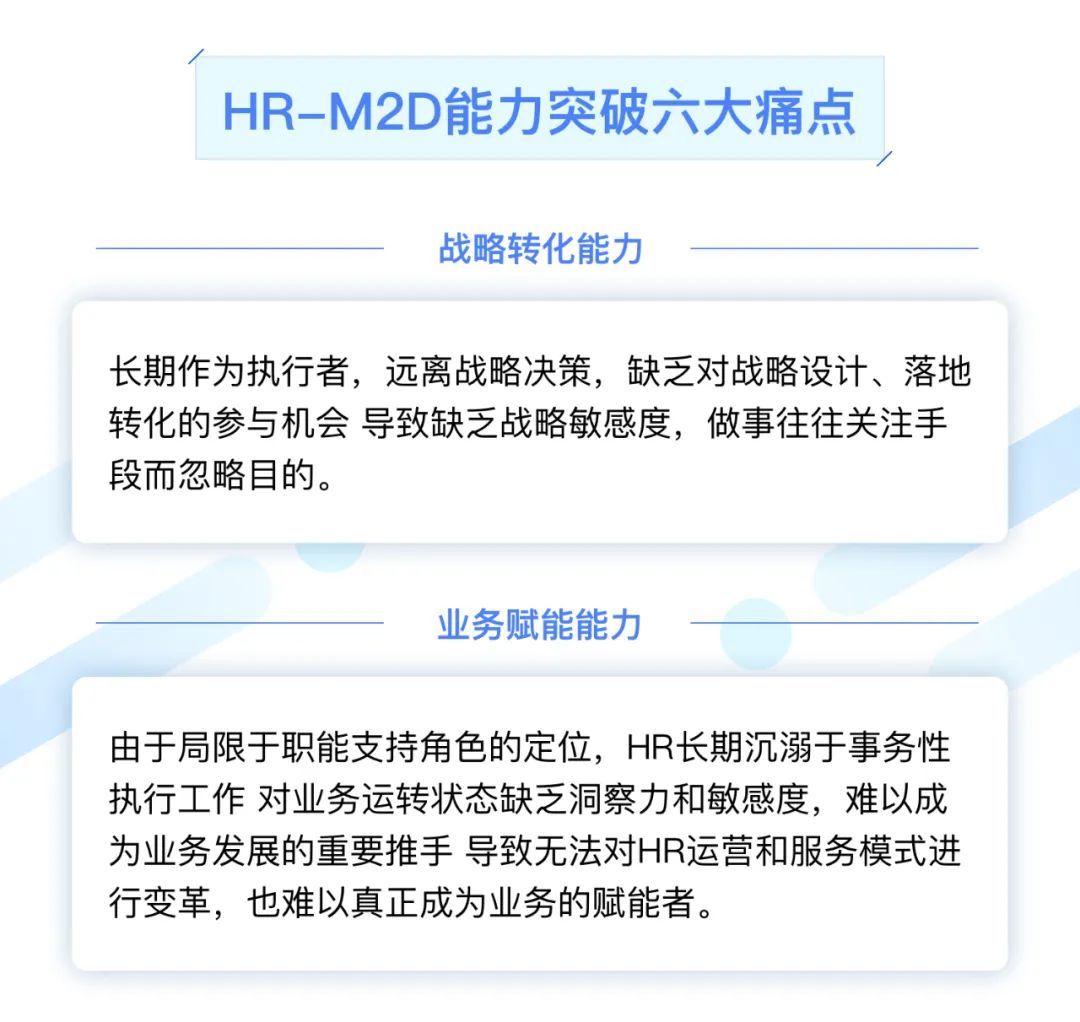 HR-M2D能力突破六大痛点
战略转化能力
长期作为执行者，远离战略决策，缺乏对战略设计、落地
转化的参与机会 导致缺乏战略敏感度，做事往往关注手
段而忽略目的。
业务赋能能力
由于局限于职能支持角色的定位，HR长期沉溺于事务性
执行工作 对业务运转状态缺乏洞察力和敏感度，难以成
为业务发展的重要推手 导致无法对HR运营和服务模式进
行变革，也难以真正成为业务的赋能者。